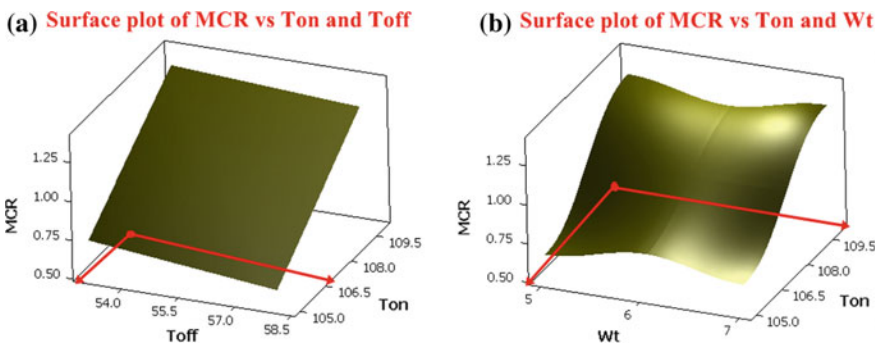 (a) Surface plot of MCR vs Ton and Toff
MCR
1.25
1.00
0.75
0.50
54.0
55.5
57.0
58.5
Toff
105.0
106.5
108.0
109.5
Ton
(b) Surface plot of MCR vs Ton and Wt
MCR
1.25
1.00
0.75
0.50
5
6
7
Wt
105.0
106.5
108.0
109.5
Ton